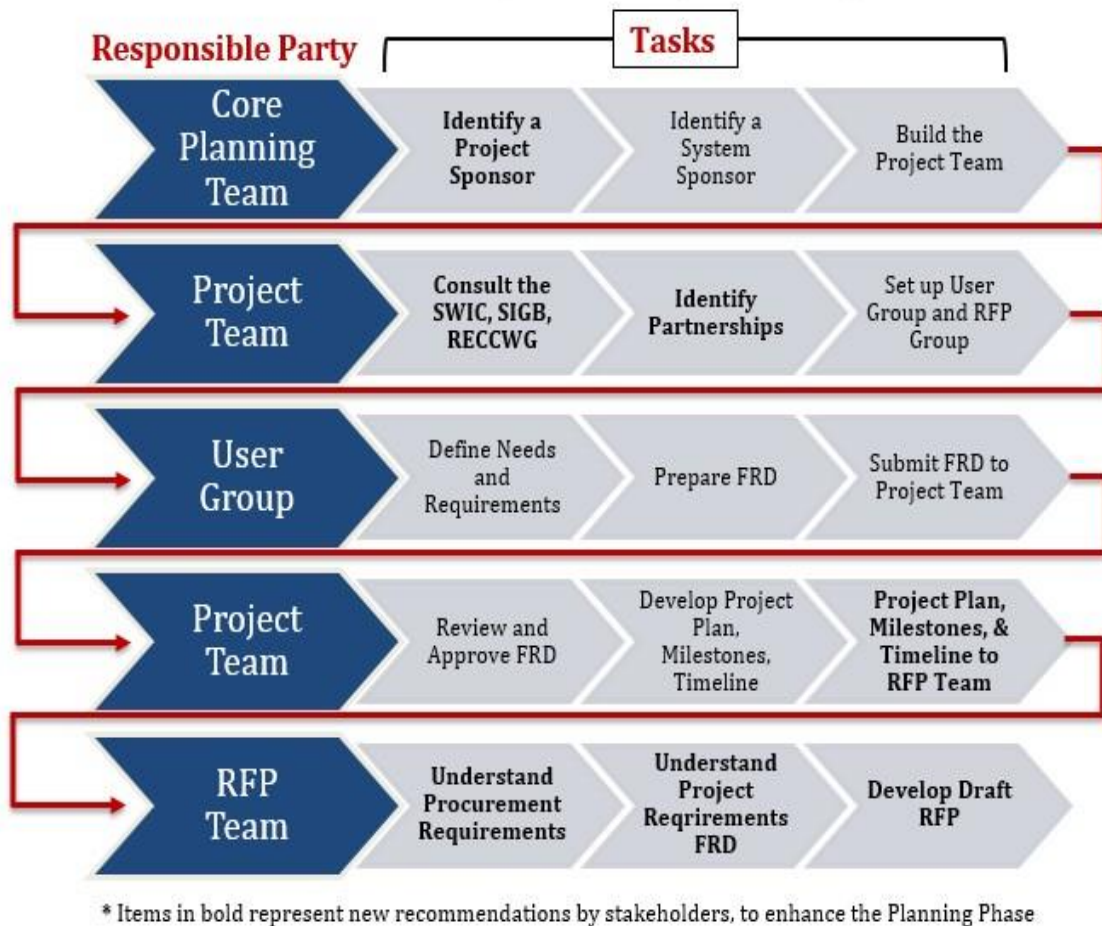 Responsible Party
Tasks
Core
Planning
Team
Identify a
Project
Sponsor
Identify a
System
Sponsor
Build the
Project Team
Project
Team
Consult the
SWIC, SIGB,
RECCWG
Identify
Partnerships
Set up User
Group and RFP
Group
User
Group
Define Needs
and
Requirements
Prepare FRD
Submit FRD to
Project Team
Project
Team
Review and
Approve FRD
Develop Project
Plan,
Milestones,
Timeline
Project Plan,
Milestones, &
Timeline to
RFP Team
RFP
Team
Understand
Procurement
Requirements
Understand
Project
Reqrirements
FRD
Develop Draft
RFP
* Items in bold represent new recommendations by stakeholders, to enhance the Planning Phase